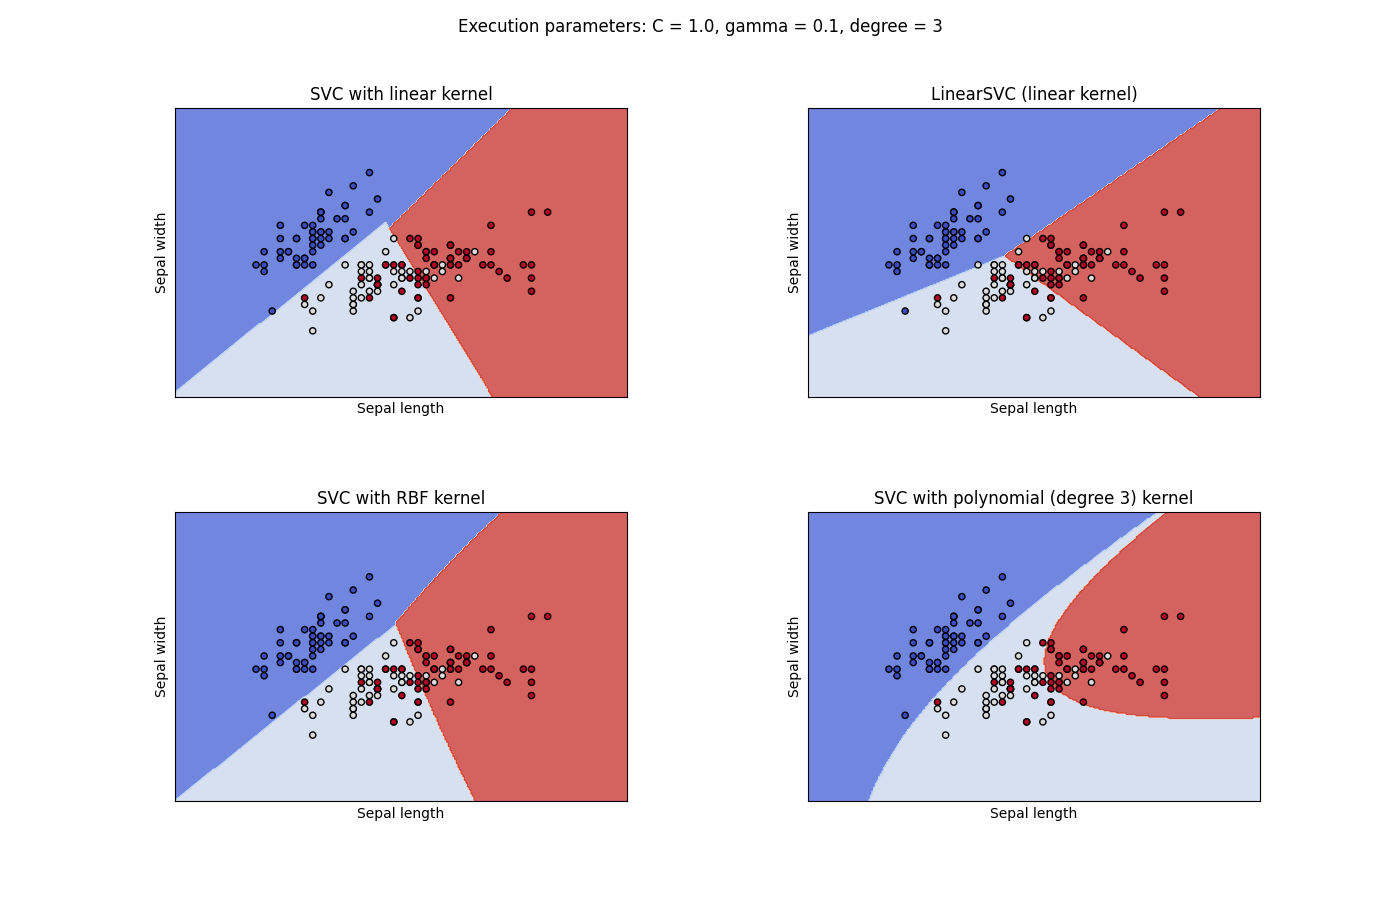 Execution parameters: C = 1.0, gamma = 0.1, degree = 3
SVC with linear kernel
Sepal width
Sepal length
LinearSVC (linear kernel)
Sepal width
Sepal length
SVC with RBF kernel
Sepal width
Sepal length
SVC with polynomial (degree 3) kernel
Sepal width
Sepal length